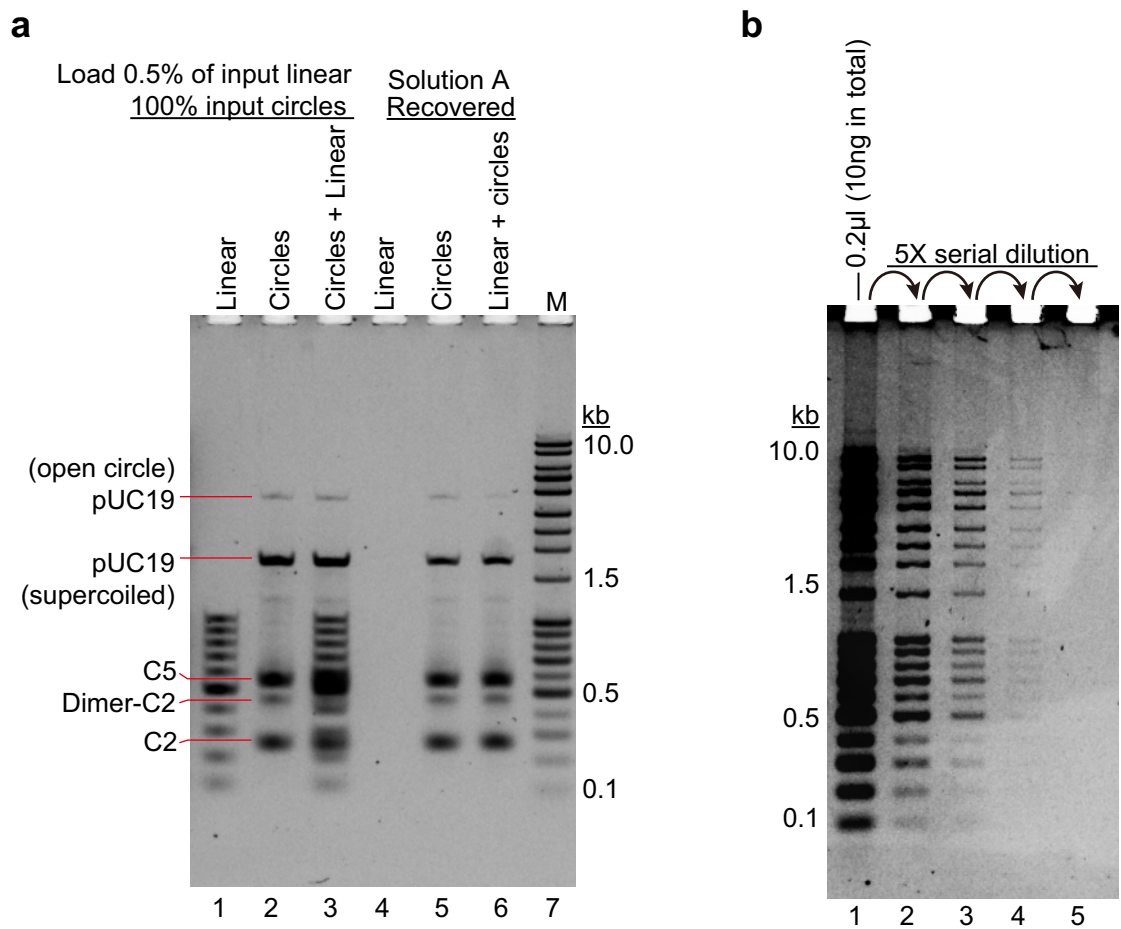 a
Load 0.5% of input linear
100% input circles
Solution A
Recovered
Linear
Circles
Circles + Linear
Linear
Circles
Linear + circles
M
kb
10.0
1.5
0.5
0.1
(open circle)
pUC19
pUC19
(supercoiled)
C5
Dimer-C2
C2
1 2 3 4 5 6 7
b
0.2µl (10ng in total)
5X serial dilution
kb
10.0
1.5
0.5
0.1
1 2 3 4 5